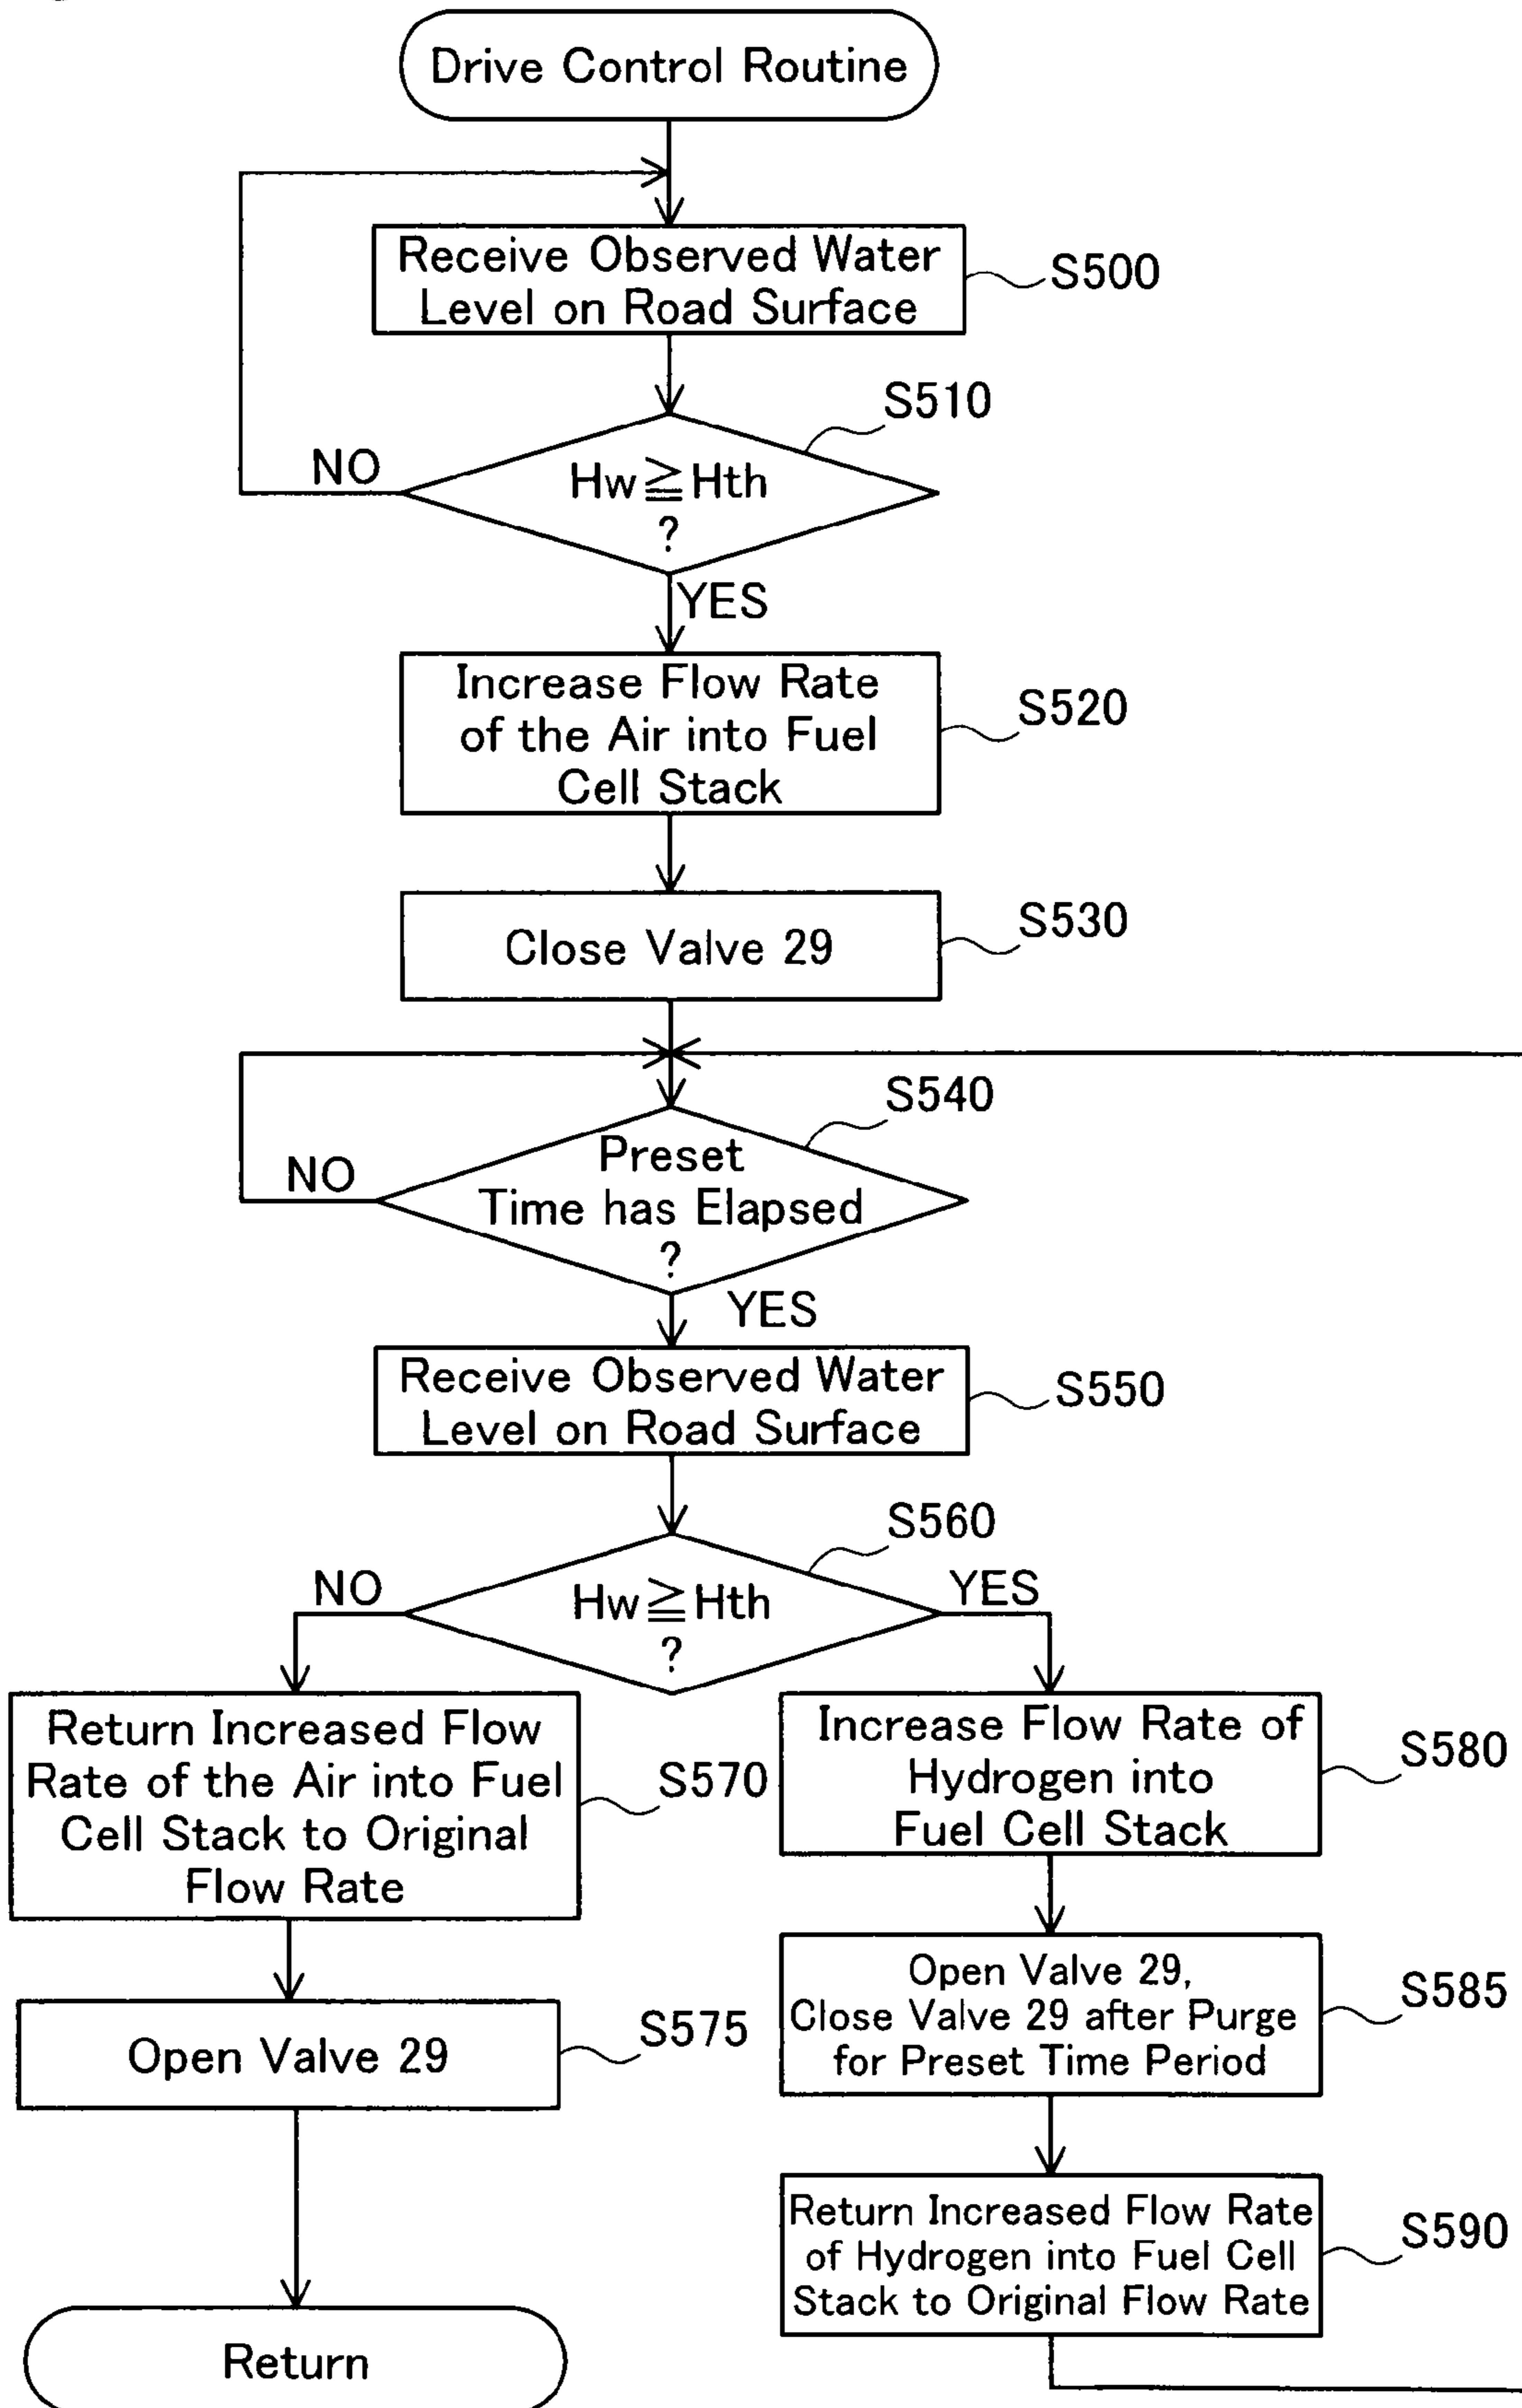 Drive Control Routine
Receive Observed Water
Level on Road Surface
S500
S510
NO
Hw≧Hth
?
YES
Increase Flow Rate
of the Air into Fuel
Cell Stack
S520
Close Valve 29
S530
S540
NO
Preset
Time has Elapsed
?
YES
Receive Observed Water
Level on Road Surface
S550
S560
NO
Hw≧Hth
?
YES
Return Increased Flow
Rate of the Air into Fuel
Cell Stack to Original
Flow Rate
S570
Increase Flow Rate of
Hydrogen into
Fuel Cell Stack
S580
Open Valve 29
S575
Open Valve 29,
Close Valve 29 after Purge
for Preset Time Period
S585
Return Increased Flow Rate
of Hydrogen into Fuel Cell
Stack to Original Flow Rate
S590
Return